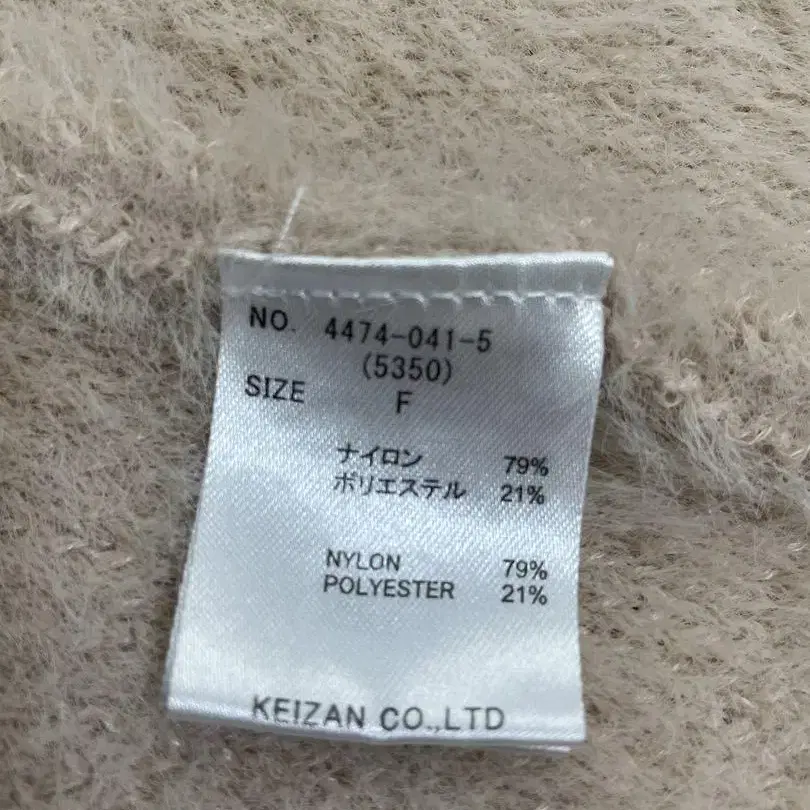 NO. 4474-041-5
(5350)
SIZE F
ナイロン 79%
ポリエステル 21%
NYLON 79%
POLYESTER 21%
KEIZAN CO.,LTD